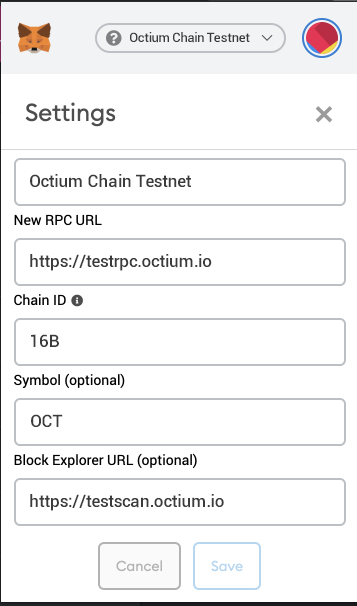 Octium Chain Testnet
Settings
Octium Chain Testnet
New RPC URL
https://testrpc.octium.io
Chain ID
16B
Symbol (optional)
OCT
Block Explorer URL (optional)
https://testscan.octium.io
Cancel Save